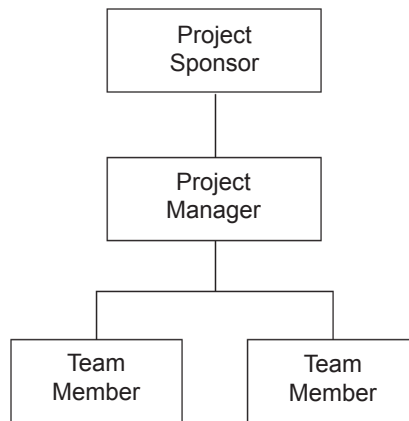 Project
Sponsor
Project
Manager
Team
Member
Team
Member